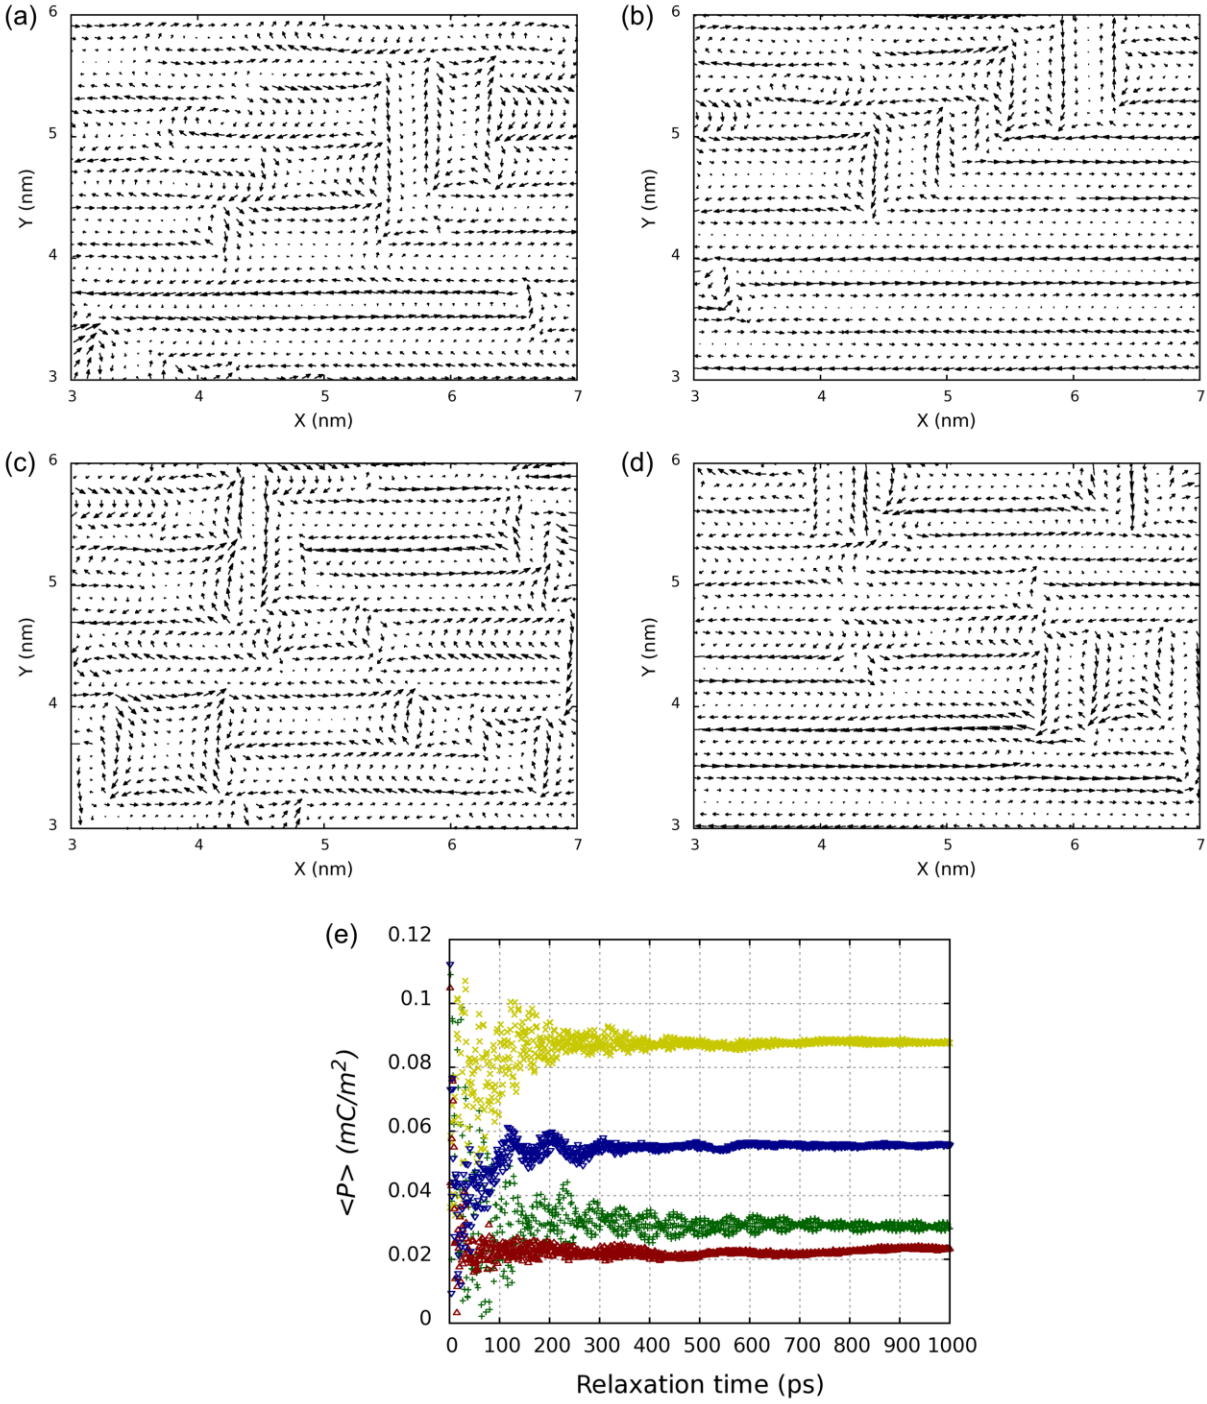 (a)
6
5
4
3
Y (nm)
3 4 5 6 7
X (nm)
(b)
6
5
4
3
Y (nm)
3 4 5 6 7
X (nm)
(c)
6
5
4
3
Y (nm)
3 4 5 6 7
X (nm)
(d)
6
5
4
3
Y (nm)
3 4 5 6 7
X (nm)
(e)
0.12
0.1
0.08
0.06
0.04
0.02
0
<P> (mC/m²)
0 100 200 300 400 500 600 700 800 900 1000
Relaxation time (ps)